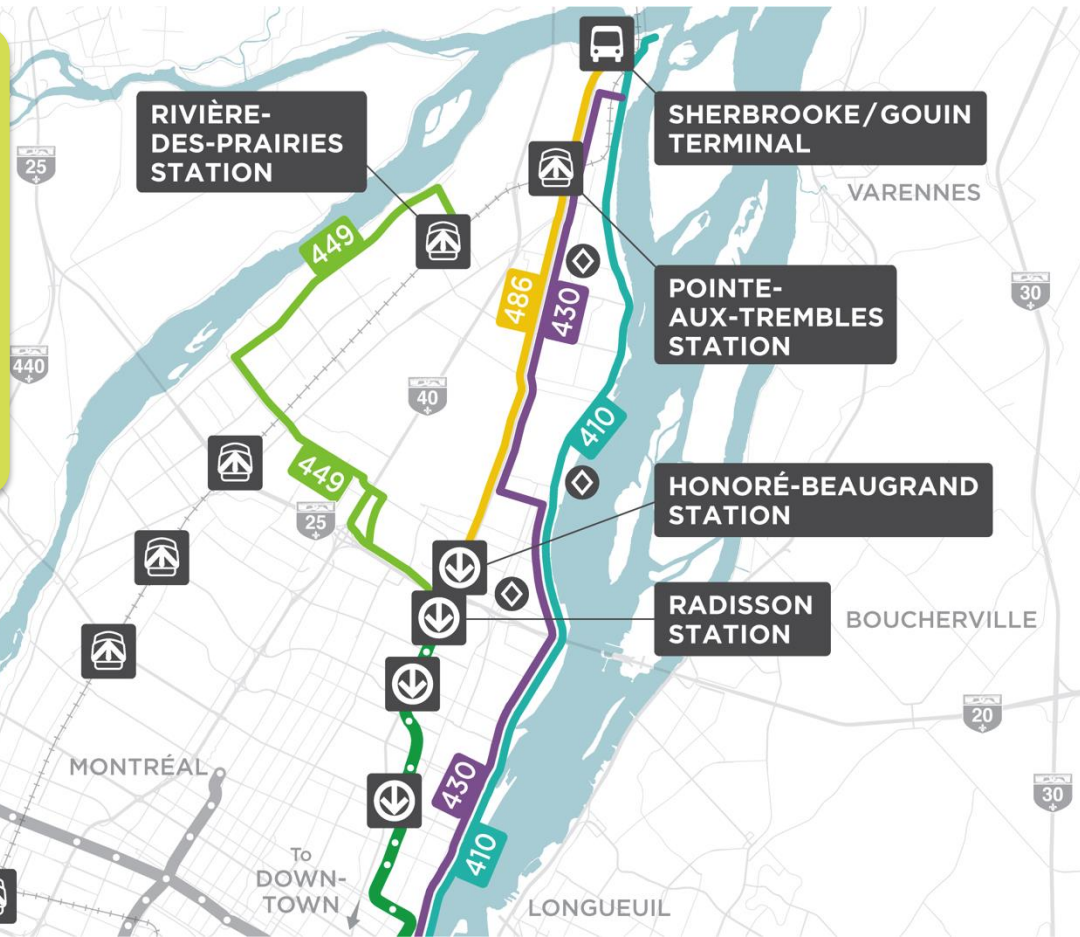 RIVIÈRE-
DES-PRAIRIES
STATION
SHERBROOKE/GOUIN
TERMINAL
25
VARENNES
449
486
430
POINTE-
AUX-TREMBLES
STATION
30
440
40
410
449
HONORÉ-BEAUGRAND
STATION
25
RADISSON
STATION
BOUCHERVILLE
20
MONTRÉAL
430
30
410
To
DOWN-
TOWN
LONGUEUIL